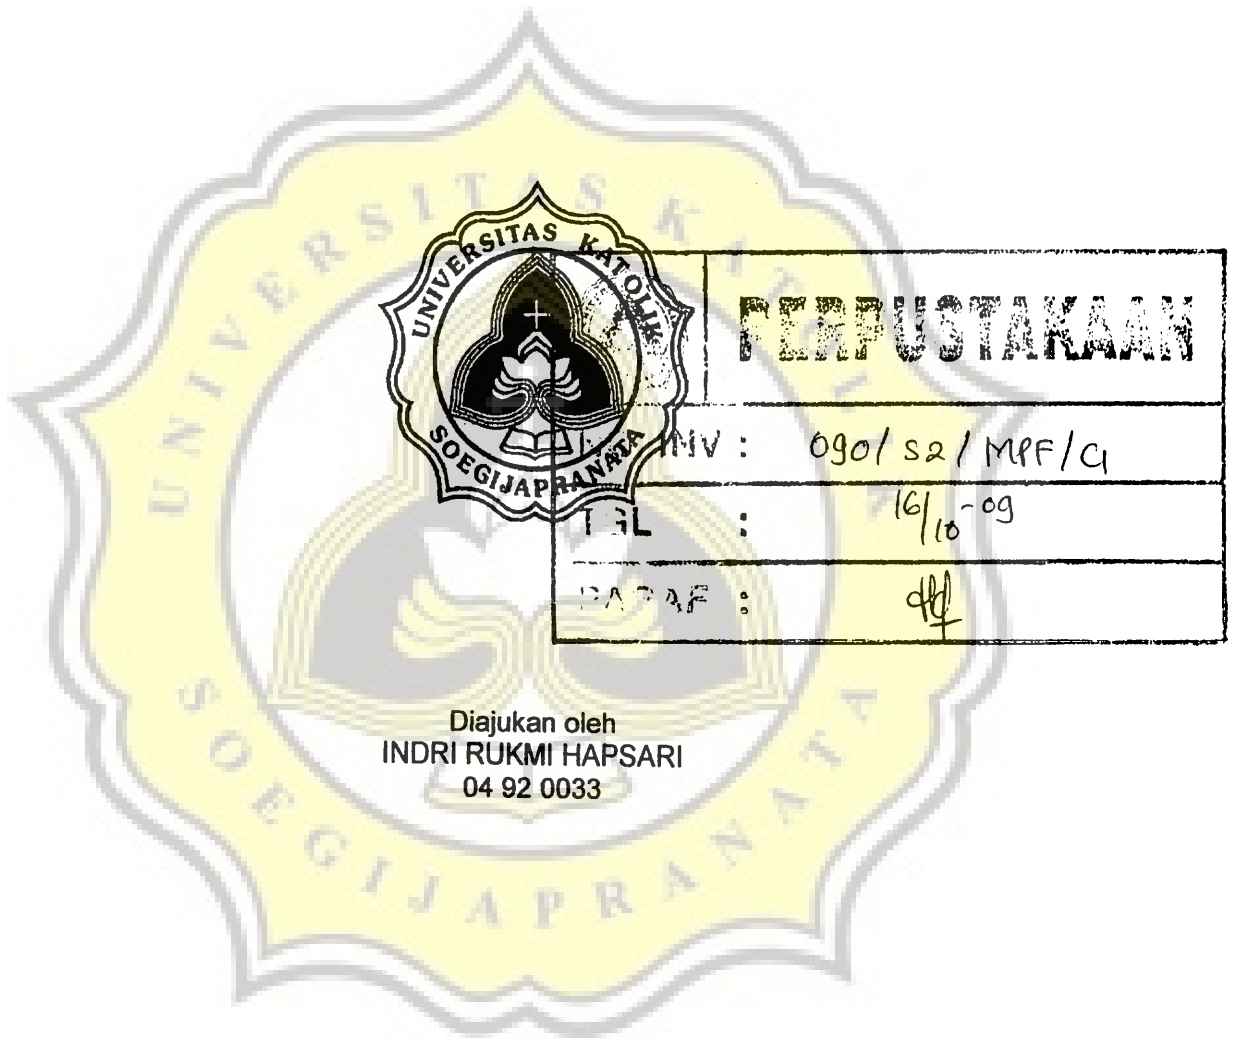 UNIVERSITAS KATOLIK
SOEGIJAPRANATA
UNIVERSITAS KATOLIK
SOEGIJAPRANATA
PERPUSTAKAAN
INV : 090/S2/MPF/C1
TGL : 16/10-09
PARAF :
Diajukan oleh
INDRI RUKMI HAPSARI
04 92 0033